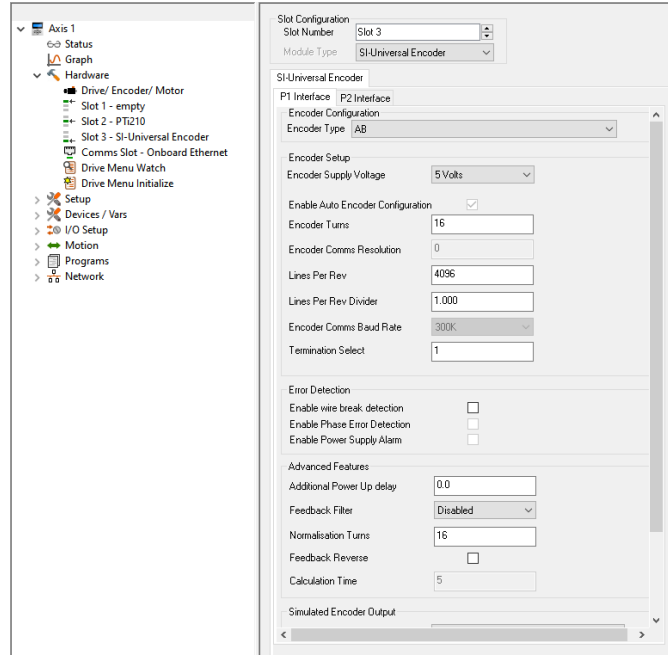 Axis 1
Status
Graph
Hardware
Drive/ Encoder/ Motor
Slot 1 - empty
Slot 2 - PTi210
Slot 3 - SI-Universal Encoder
Comms Slot - Onboard Ethernet
Drive Menu Watch
Drive Menu Initialize
Setup
Devices / Vars
I/O Setup
Motion
Programs
Network
Slot Configuration
Slot Number Slot 3
Module Type SI-Universal Encoder
SI-Universal Encoder
P1 Interface P2 Interface
Encoder Configuration
Encoder Type AB
Encoder Setup
Encoder Supply Voltage 5 Volts
Enable Auto Encoder Configuration
Encoder Turns 16
Encoder Comms Resolution 0
Lines Per Rev 4096
Lines Per Rev Divider 1.000
Encoder Comms Baud Rate 300K
Termination Select 1
Error Detection
Enable wire break detection
Enable Phase Error Detection
Enable Power Supply Alarm
Advanced Features
Additional Power Up delay 0.0
Feedback Filter Disabled
Normalisation Turns 16
Feedback Reverse
Calculation Time 5
Simulated Encoder Output